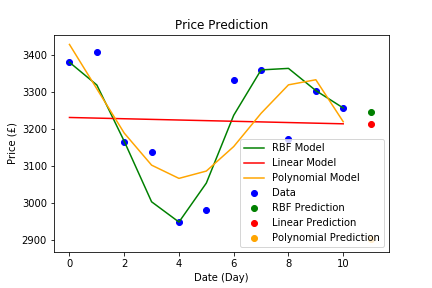 Price Prediction
Price (£)
3400
3300
3200
3100
3000
2900
RBF Model
Linear Model
Polynomial Model
Data
RBF Prediction
Linear Prediction
Polynomial Prediction
0 2 4 6 8 10
Date (Day)